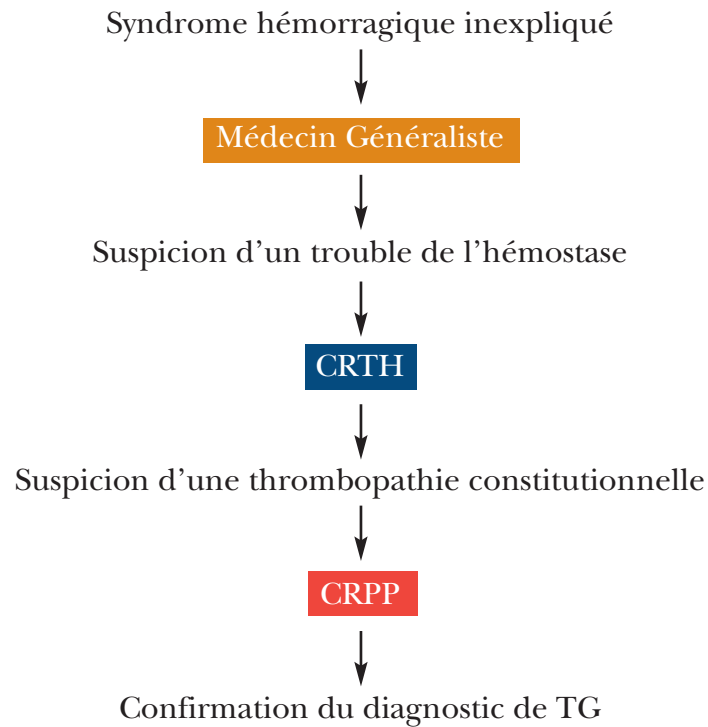 Syndrome hémorragique inexpliqué
Médecin Généraliste
Suspicion d’un trouble de l’hémostase
CRTH
Suspicion d’une thrombopathie constitutionnelle
CRPP
Confirmation du diagnostic de TG